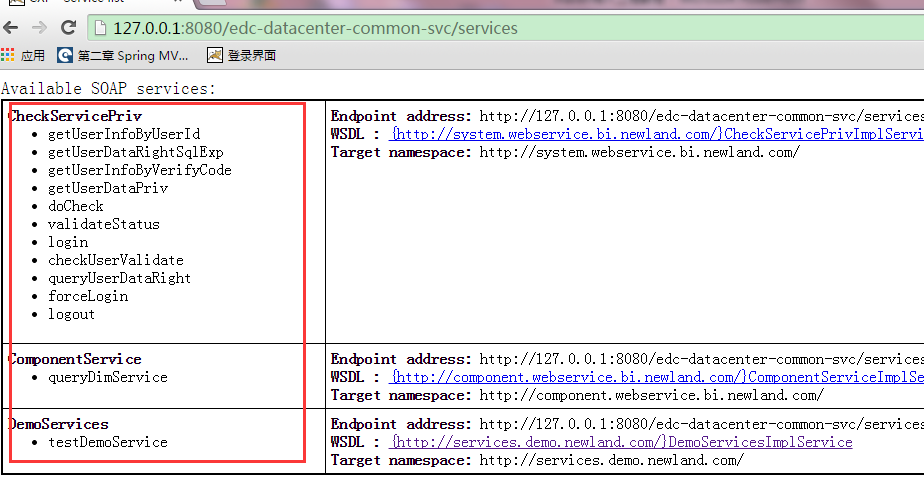 127.0.0.1:8080/edc-datacenter-common-svc/services
应用 第二章 Spring MV... 登录界面
Available SOAP services:
CheckServicePriv
getUserInfoByUserId
getUserDataRightSqlExp
getUserInfoByVerifyCode
getUserDataPriv
doCheck
validateStatus
login
checkUserValidate
queryUserDataRight
forceLogin
logout
Endpoint address: http://127.0.0.1:8080/edc-datacenter-common-svc/services
WSDL : {http://system.webservice.bi.newland.com/}CheckServicePrivImplServi
Target namespace: http://system.webservice.bi.newland.com/
ComponentService
queryDimService
Endpoint address: http://127.0.0.1:8080/edc-datacenter-common-svc/services
WSDL : {http://component.webservice.bi.newland.com/}ComponentServiceImplSe
Target namespace: http://component.webservice.bi.newland.com/
DemoServices
testDemoService
Endpoint address: http://127.0.0.1:8080/edc-datacenter-common-svc/services
WSDL : {http://services.demo.newland.com/}DemoServicesImplService
Target namespace: http://services.demo.newland.com/